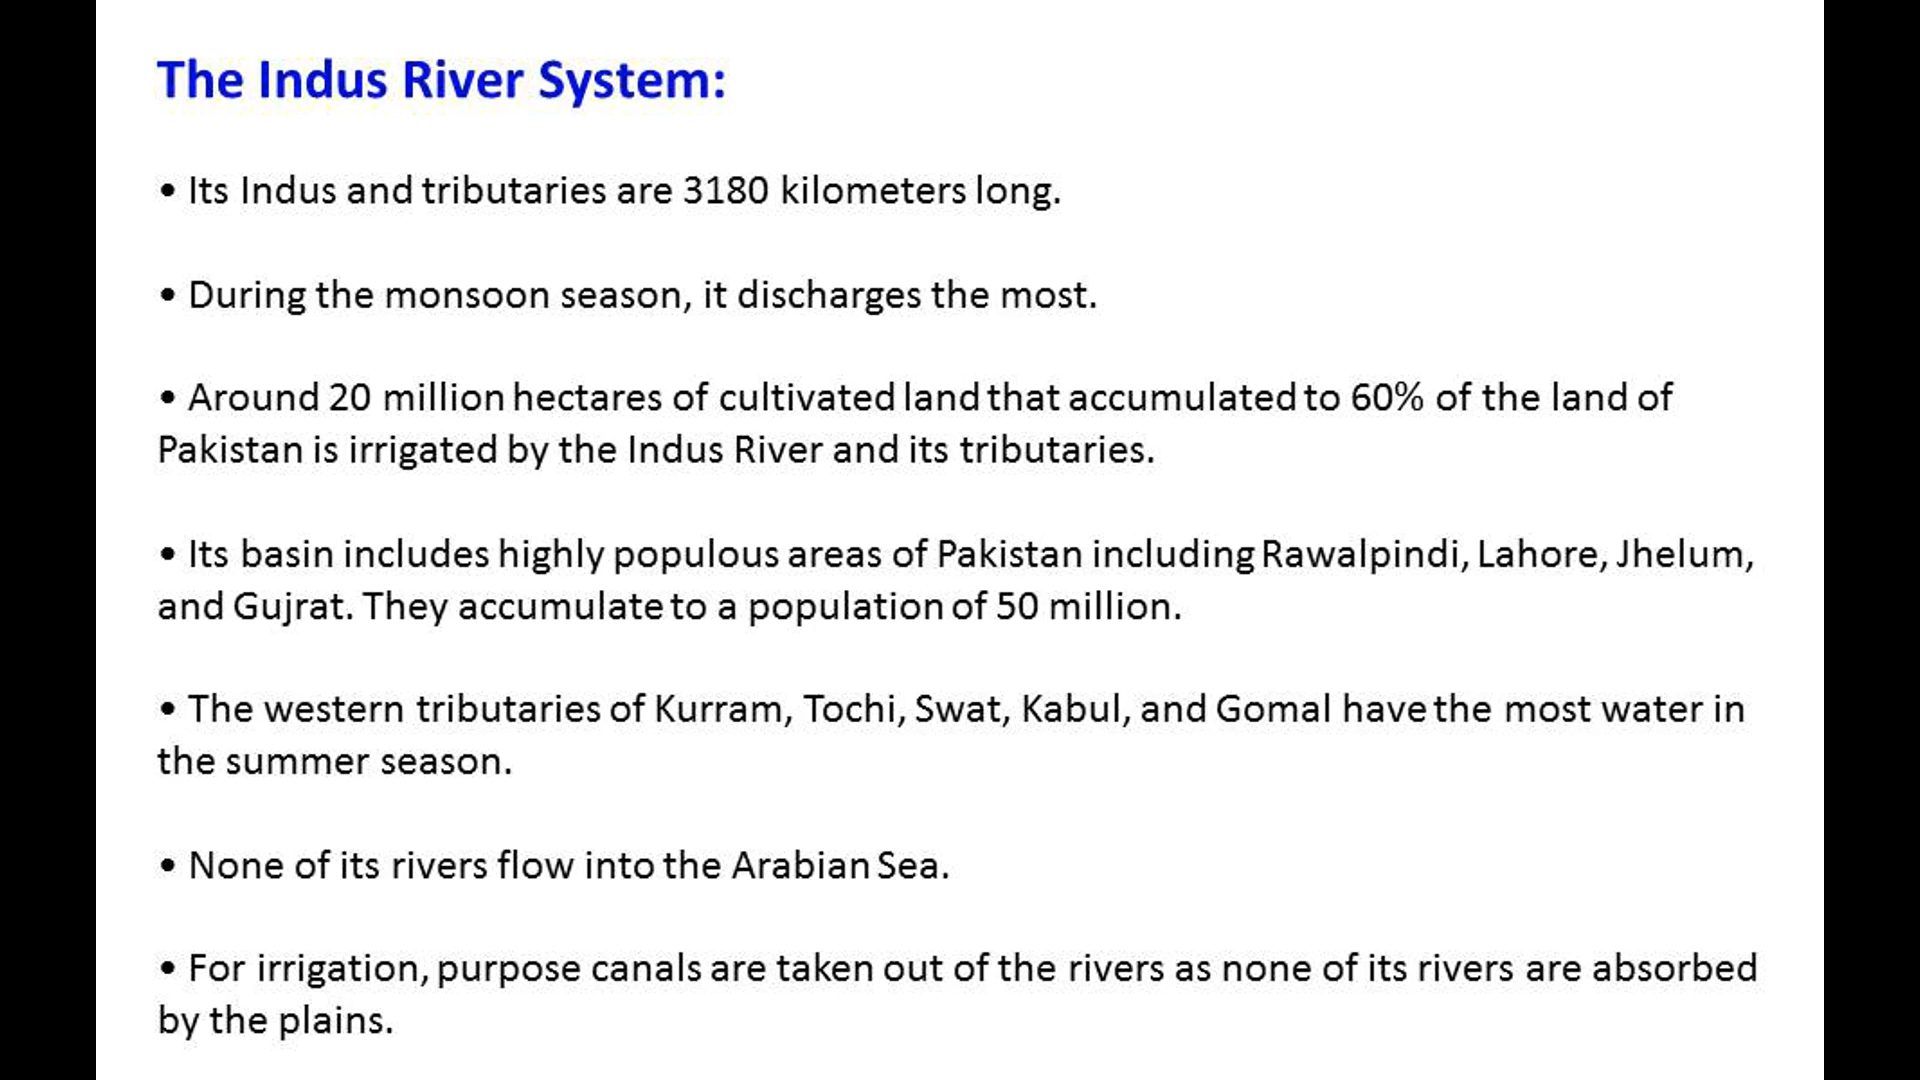 The Indus River System:
• Its Indus and tributaries are 3180 kilometers long.
• During the monsoon season, it discharges the most.
• Around 20 million hectares of cultivated land that accumulated to 60% of the land of
Pakistan is irrigated by the Indus River and its tributaries.
• Its basin includes highly populous areas of Pakistan including Rawalpindi, Lahore, Jhelum,
and Gujrat. They accumulate to a population of 50 million.
• The western tributaries of Kurram, Tochi, Swat, Kabul, and Gomal have the most water in
the summer season.
• None of its rivers flow into the Arabian Sea.
• For irrigation, purpose canals are taken out of the rivers as none of its rivers are absorbed
by the plains.